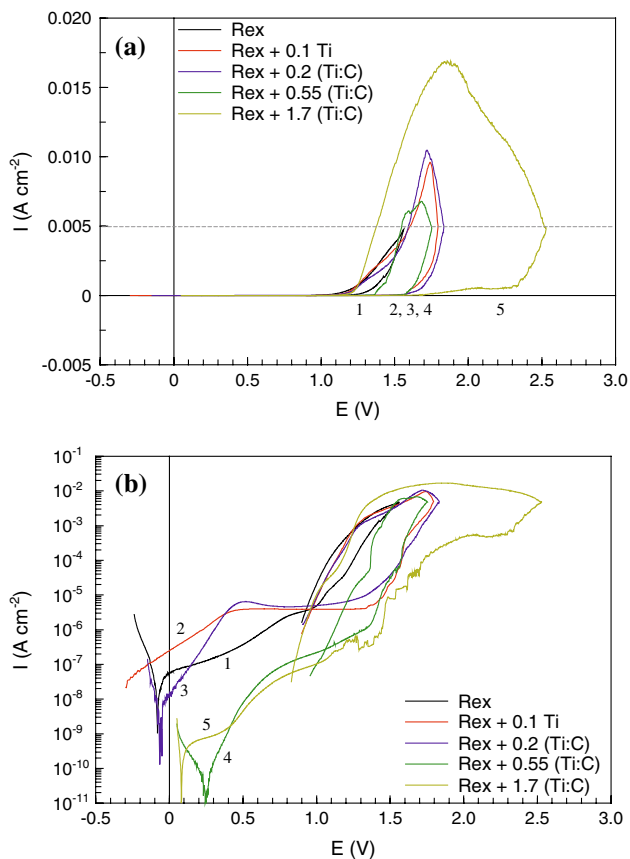 (a)
Rex
Rex + 0.1 Ti
Rex + 0.2 (Ti:C)
Rex + 0.55 (Ti:C)
Rex + 1.7 (Ti:C)
I (A cm⁻²)
0.020
0.015
0.010
0.005
0
-0.005
1
2, 3, 4
5
-0.5
0
0.5
1.0
1.5
2.0
2.5
3.0
E (V)
(b)
I (A cm⁻²)
10⁻¹
10⁻²
10⁻³
10⁻⁴
10⁻⁵
10⁻⁶
10⁻⁷
10⁻⁸
10⁻⁹
10⁻¹⁰
10⁻¹¹
2
1
3
5
4
Rex
Rex + 0.1 Ti
Rex + 0.2 (Ti:C)
Rex + 0.55 (Ti:C)
Rex + 1.7 (Ti:C)
-0.5
0
0.5
1.0
1.5
2.0
2.5
3.0
E (V)